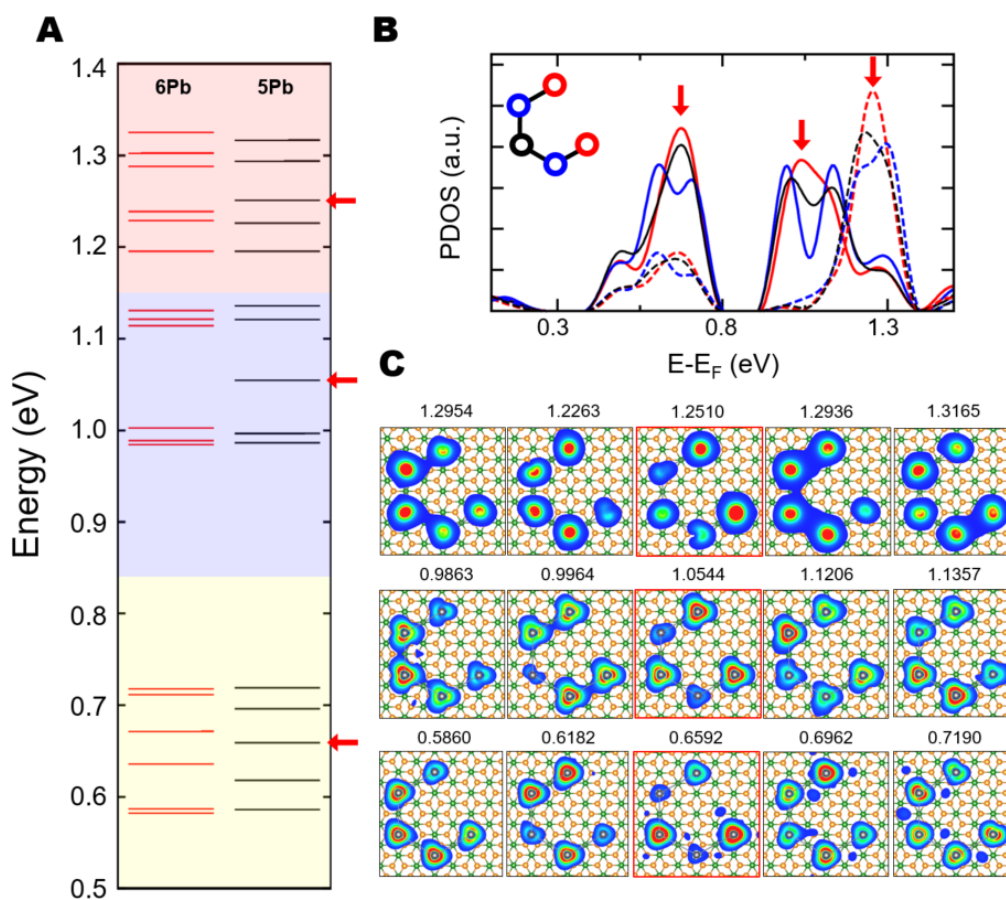 A
6Pb 5Pb
1.4
1.3
1.2
1.1
1.0
0.9
0.8
0.7
0.6
0.5
Energy (eV)
B
PDOS (a.u.)
0.3 0.8 1.3
E-E_F (eV)
C
1.2954 1.2263 1.2510 1.2936 1.3165
0.9863 0.9964 1.0544 1.1206 1.1357
0.5860 0.6182 0.6592 0.6962 0.7190